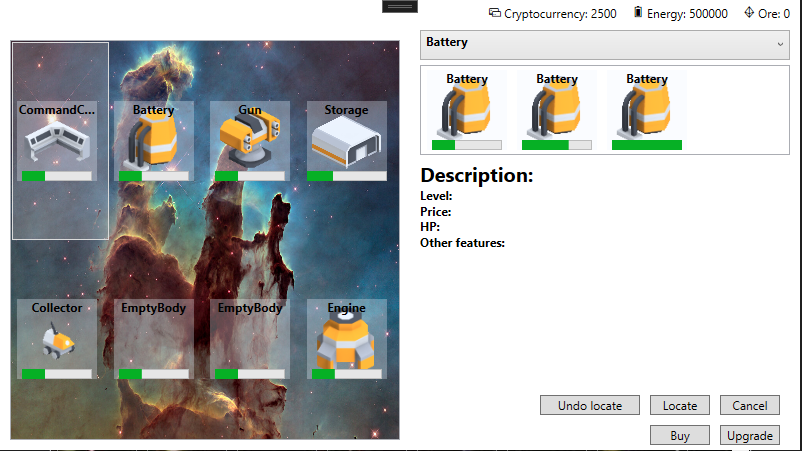 Cryptocurrency: 2500 Energy: 500000 Ore: 0
Battery
Battery Battery Battery
CommandC... Battery Gun Storage
Collector EmptyBody EmptyBody Engine
Description:
Level:
Price:
HP:
Other features:
Undo locate Locate Cancel
Buy Upgrade